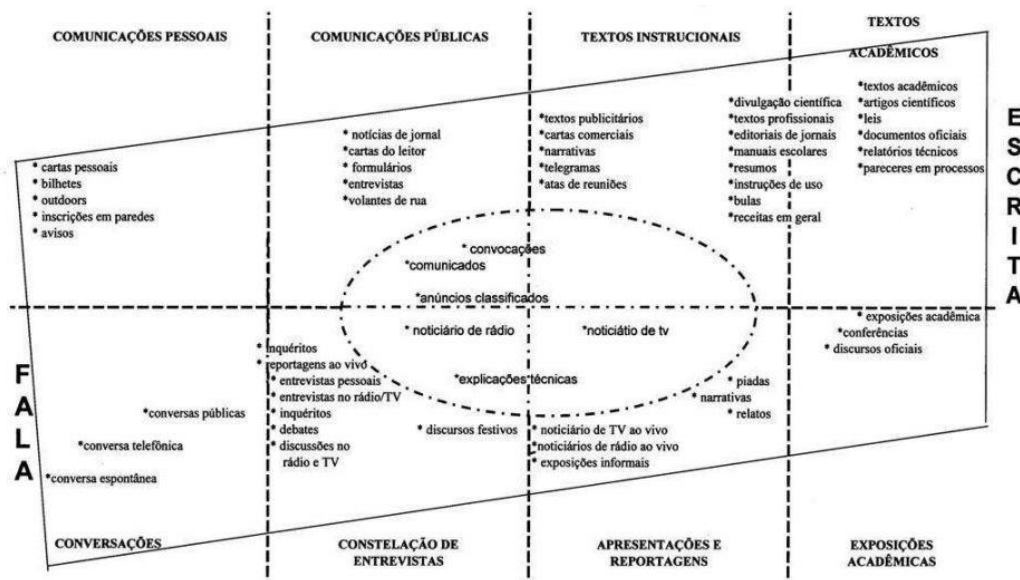 COMUNICAÇÕES PESSOAIS
COMUNICAÇÕES PÚBLICAS
TEXTOS INSTRUCIONAIS
TEXTOS
ACADÊMICOS
* cartas pessoais
* bilhetes
* outdoors
* inscrições em paredes
* avisos
* notícias de jornal
*cartas do leitor
* formulários
*entrevistas
*volantes de rua
*textos publicitários
*cartas comerciais
*narrativas
*telegramas
*atas de reuniões
*divulgação científica
*textos profissionais
*editoriais de jornais
*manuais escolares
*resumos
*instruções de uso
*bulas
*receitas em geral
*textos acadêmicos
*artigos científicos
*leis
*documentos oficiais
*relatórios técnicos
*pareceres em processos
ESCRITA
* convocações
*comunicados
*anúncios classificados
* noticiário de rádio
*noticiátio de tv
*explicações técnicas
FALA
*conversas públicas
*conversa telefônica
*conversa espontânea
* inquéritos
* reportagens ao vivo
* entrevistas pessoais
*entrevistas no rádio/TV
* inquéritos
* debates
* discussões no
rádio e TV
* discursos festivos
* noticiário de TV ao vivo
*noticiários de rádio ao vivo
* exposições informais
* piadas
* narrativas
* relatos
* exposições acadêmica
*conferências
* discursos oficiais
CONVERSAÇÕES
CONSTELAÇÃO DE
ENTREVISTAS
APRESENTAÇÕES E
REPORTAGENS
EXPOSIÇÕES
ACADÊMICAS